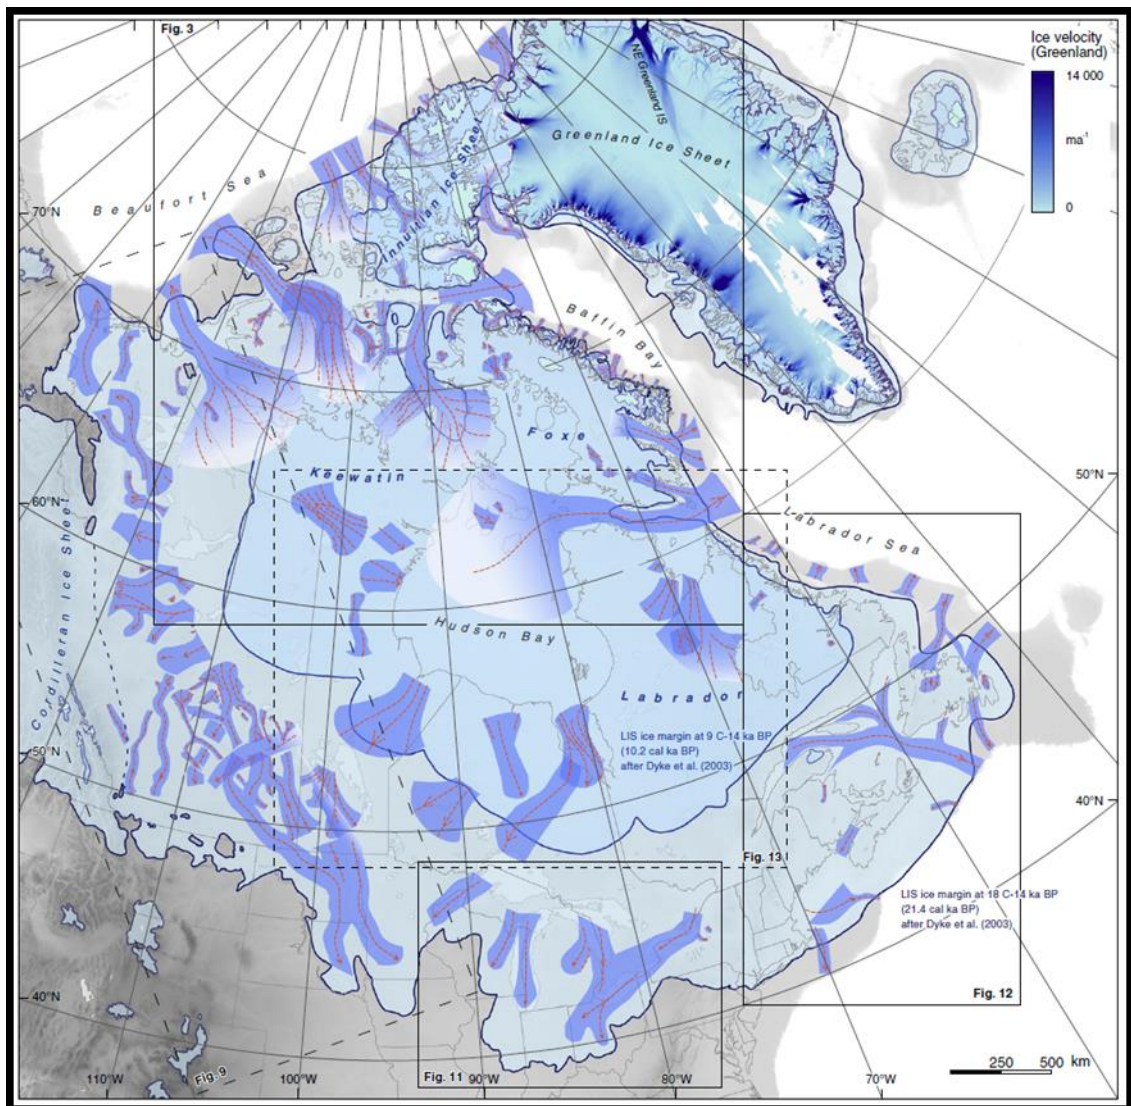 Fig. 3
Ice velocity
(Greenland)
14 000
ma⁻¹
0
NE Greenland IS
Greenland Ice Sheet
Innuitian Ice Sheet
Beaufort Sea
70°N
Baffin Bay
Foxe
Keewatin
50°N
60°N
Labrador Sea
Cordilleran Ice Sheet
Hudson Bay
Labrador
LIS ice margin at 9 C-14 ka BP
(10.2 cal ka BP)
after Dyke et al. (2003)
50°N
40°N
Fig. 13
LIS ice margin at 18 C-14 ka BP
(21.4 cal ka BP)
after Dyke et al. (2003)
40°N
Fig. 12
250 500 km
Fig. 9
Fig. 11
110°W
100°W
90°W
80°W
70°W